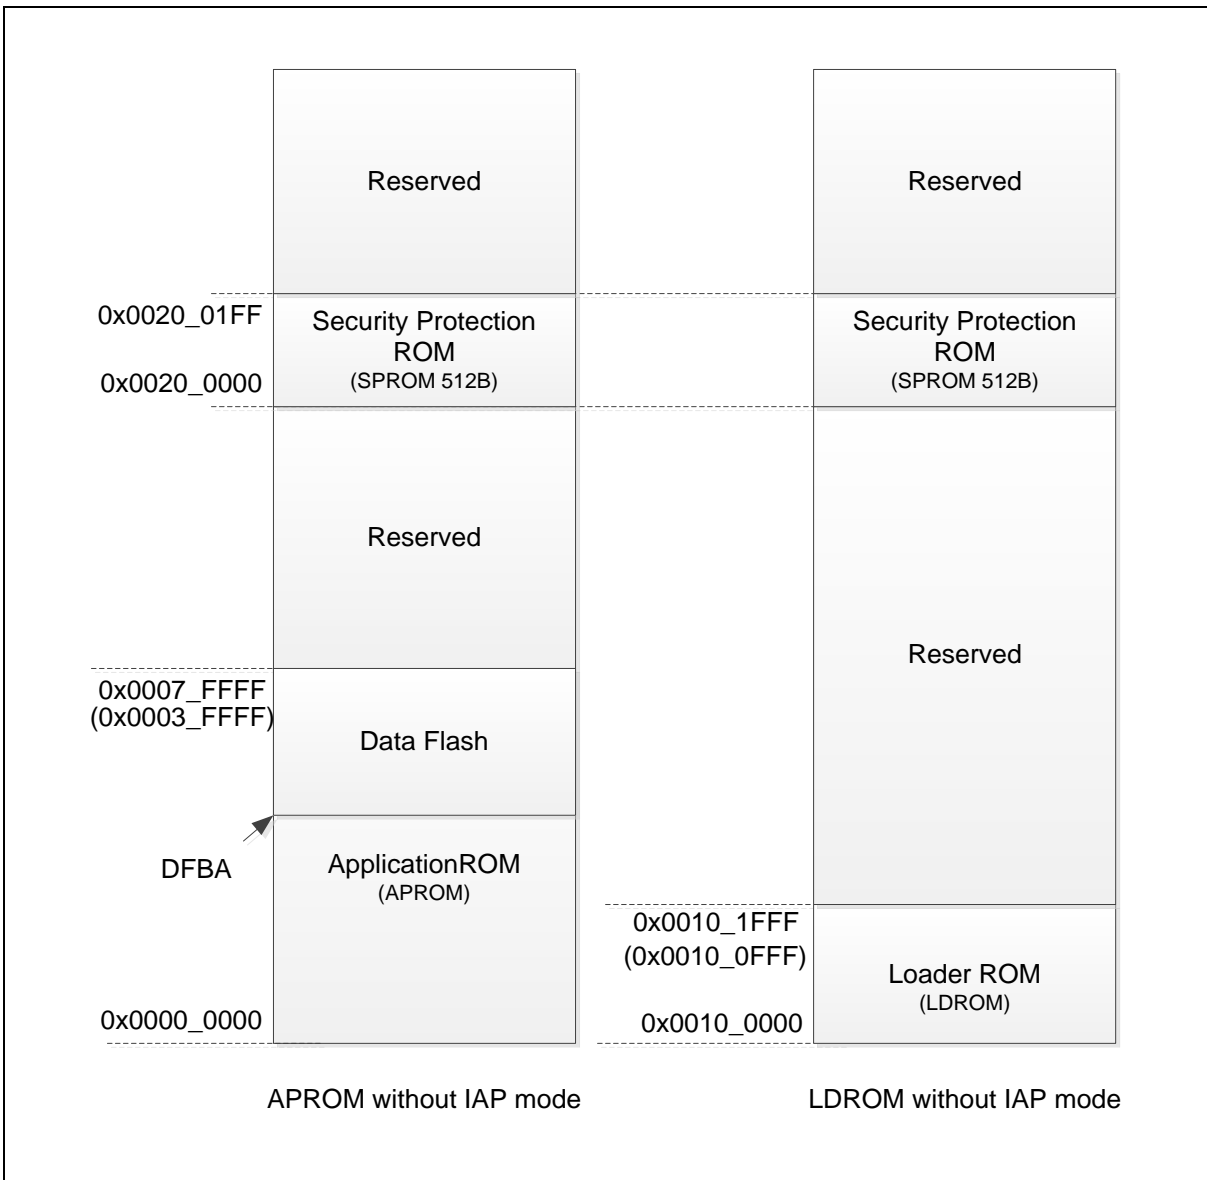 Reserved
0x0020_01FF
Security Protection
ROM
(SPROM 512B)
0x0020_0000
Reserved
0x0007_FFFF
(0x0003_FFFF)
Data Flash
DFBA
ApplicationROM
(APROM)
0x0000_0000
APROM without IAP mode
Reserved
Security Protection
ROM
(SPROM 512B)
Reserved
0x0010_1FFF
(0x0010_0FFF)
Loader ROM
(LDROM)
0x0010_0000
LDROM without IAP mode